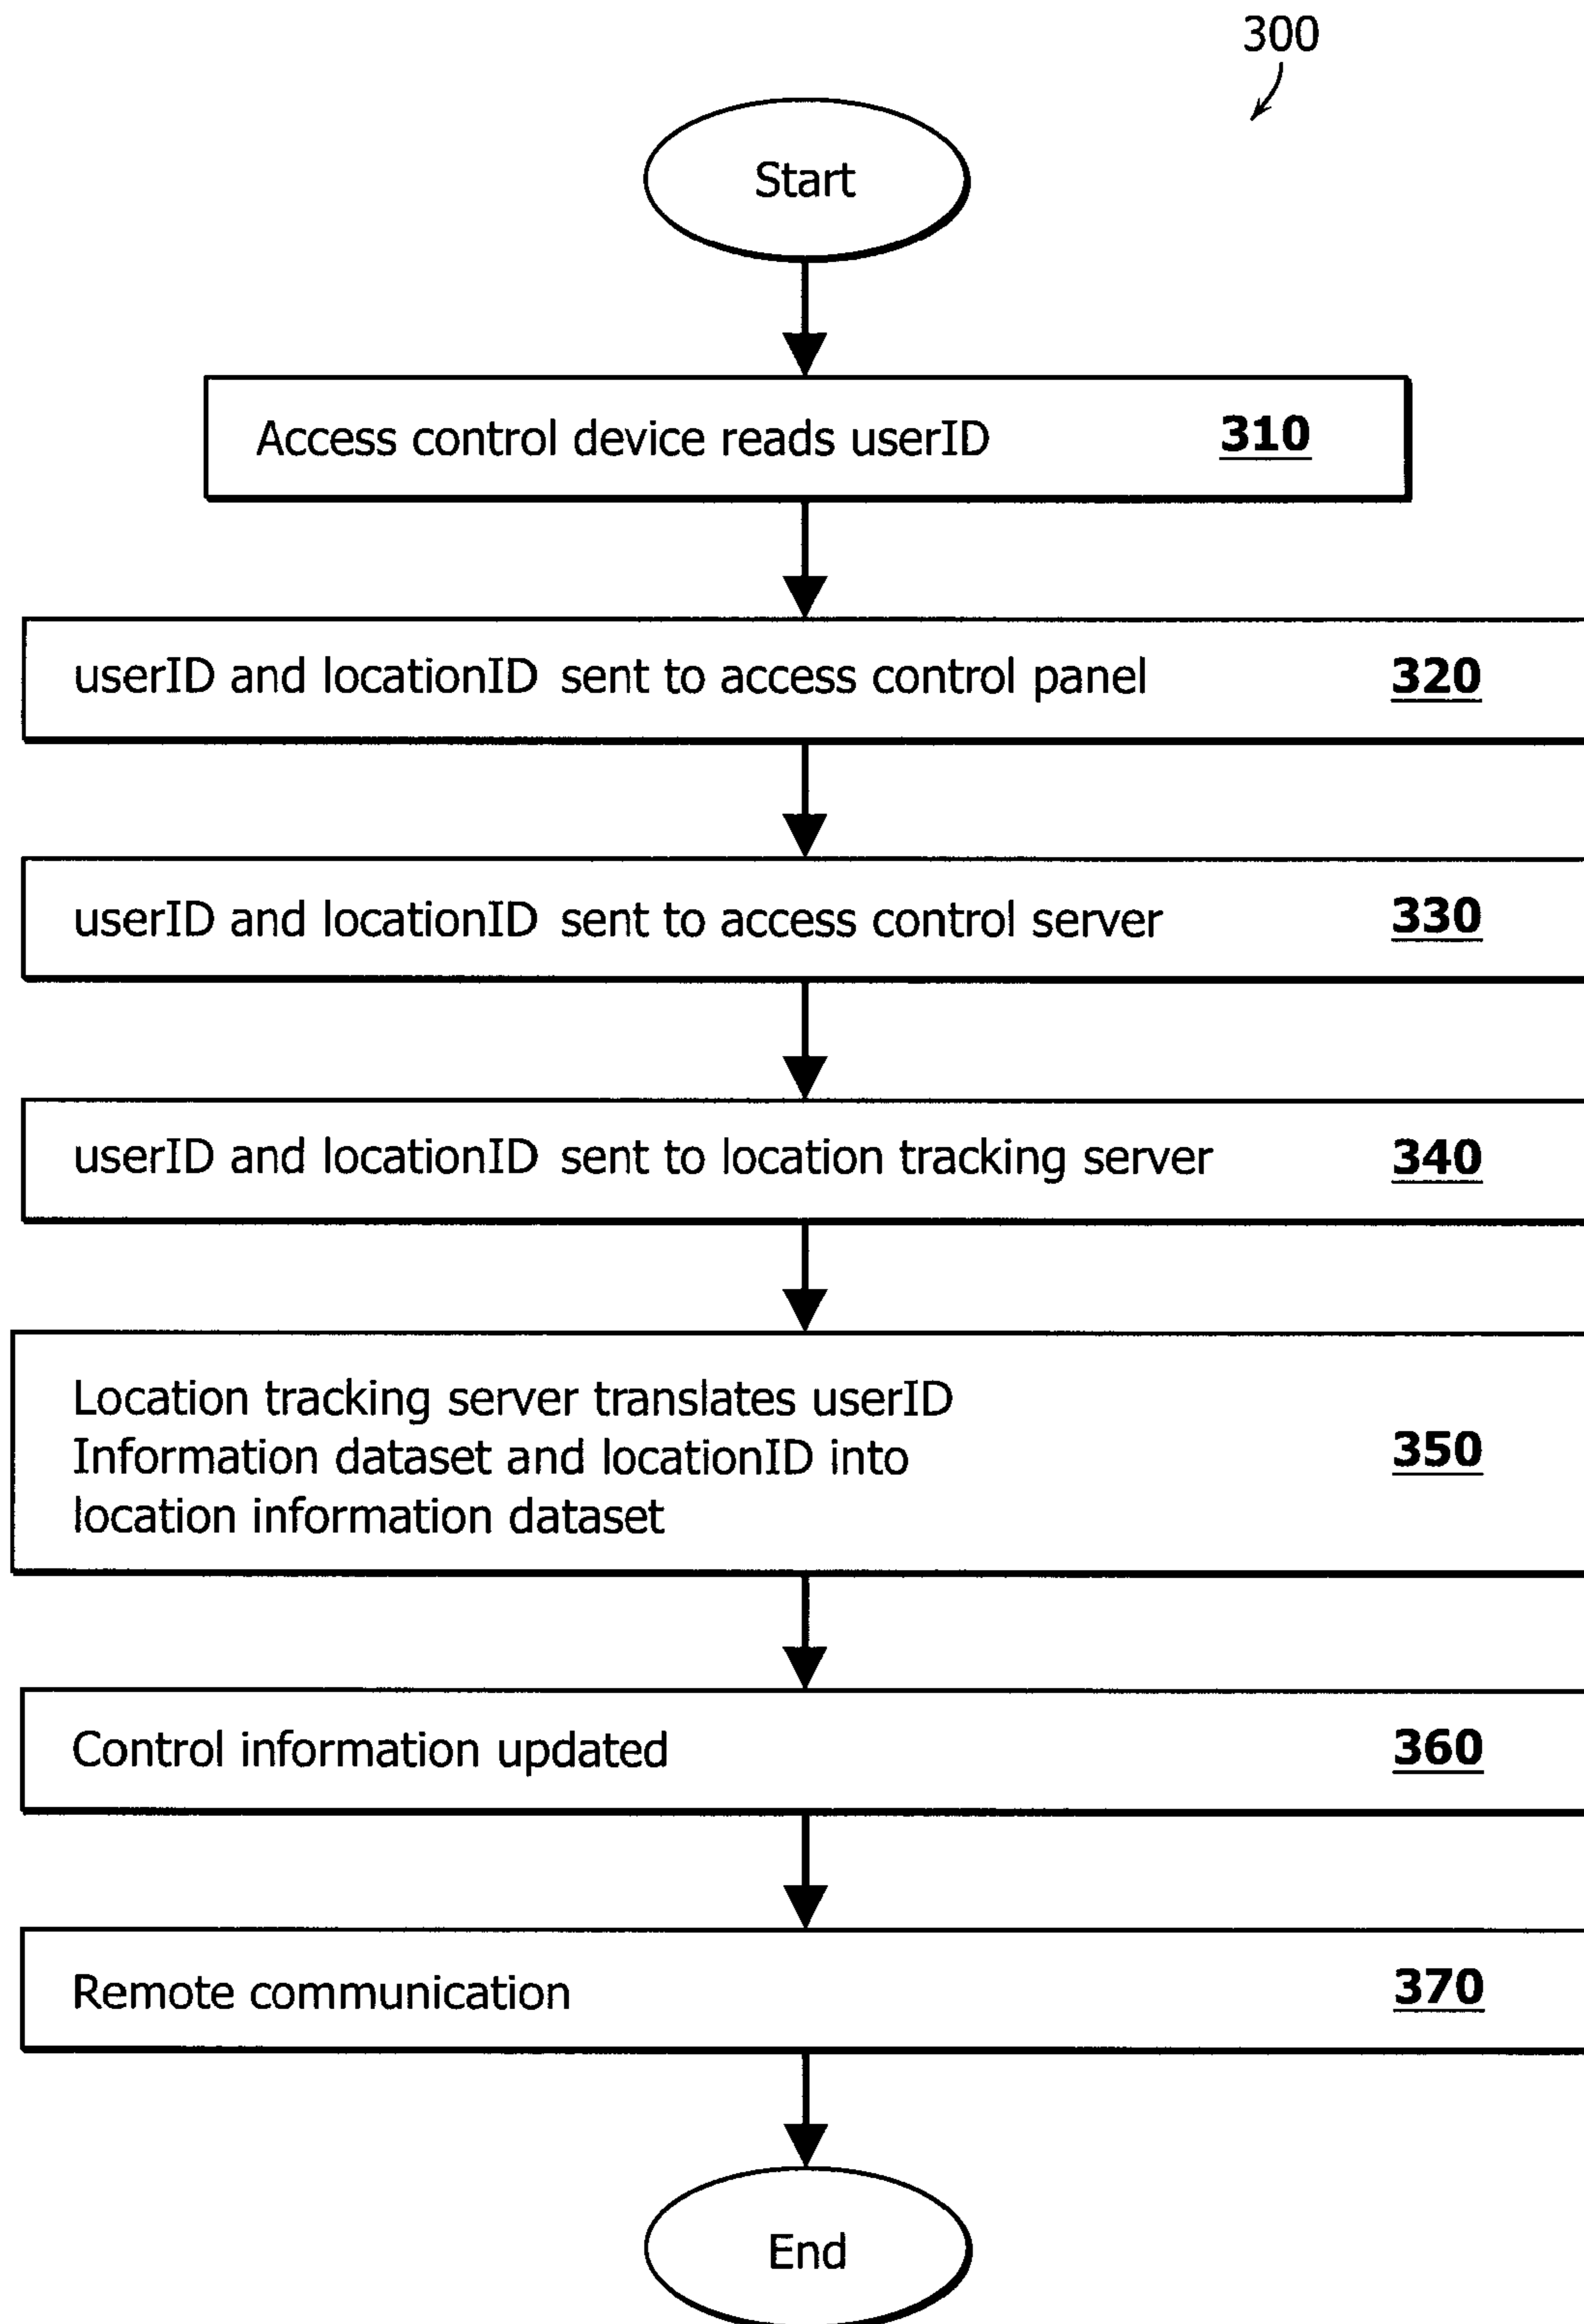 300
Start
Access control device reads userID 310
userID and locationID sent to access control panel 320
userID and locationID sent to access control server 330
userID and locationID sent to location tracking server 340
Location tracking server translates userID
Information dataset and locationID into
location information dataset
350
Control information updated 360
Remote communication 370
End